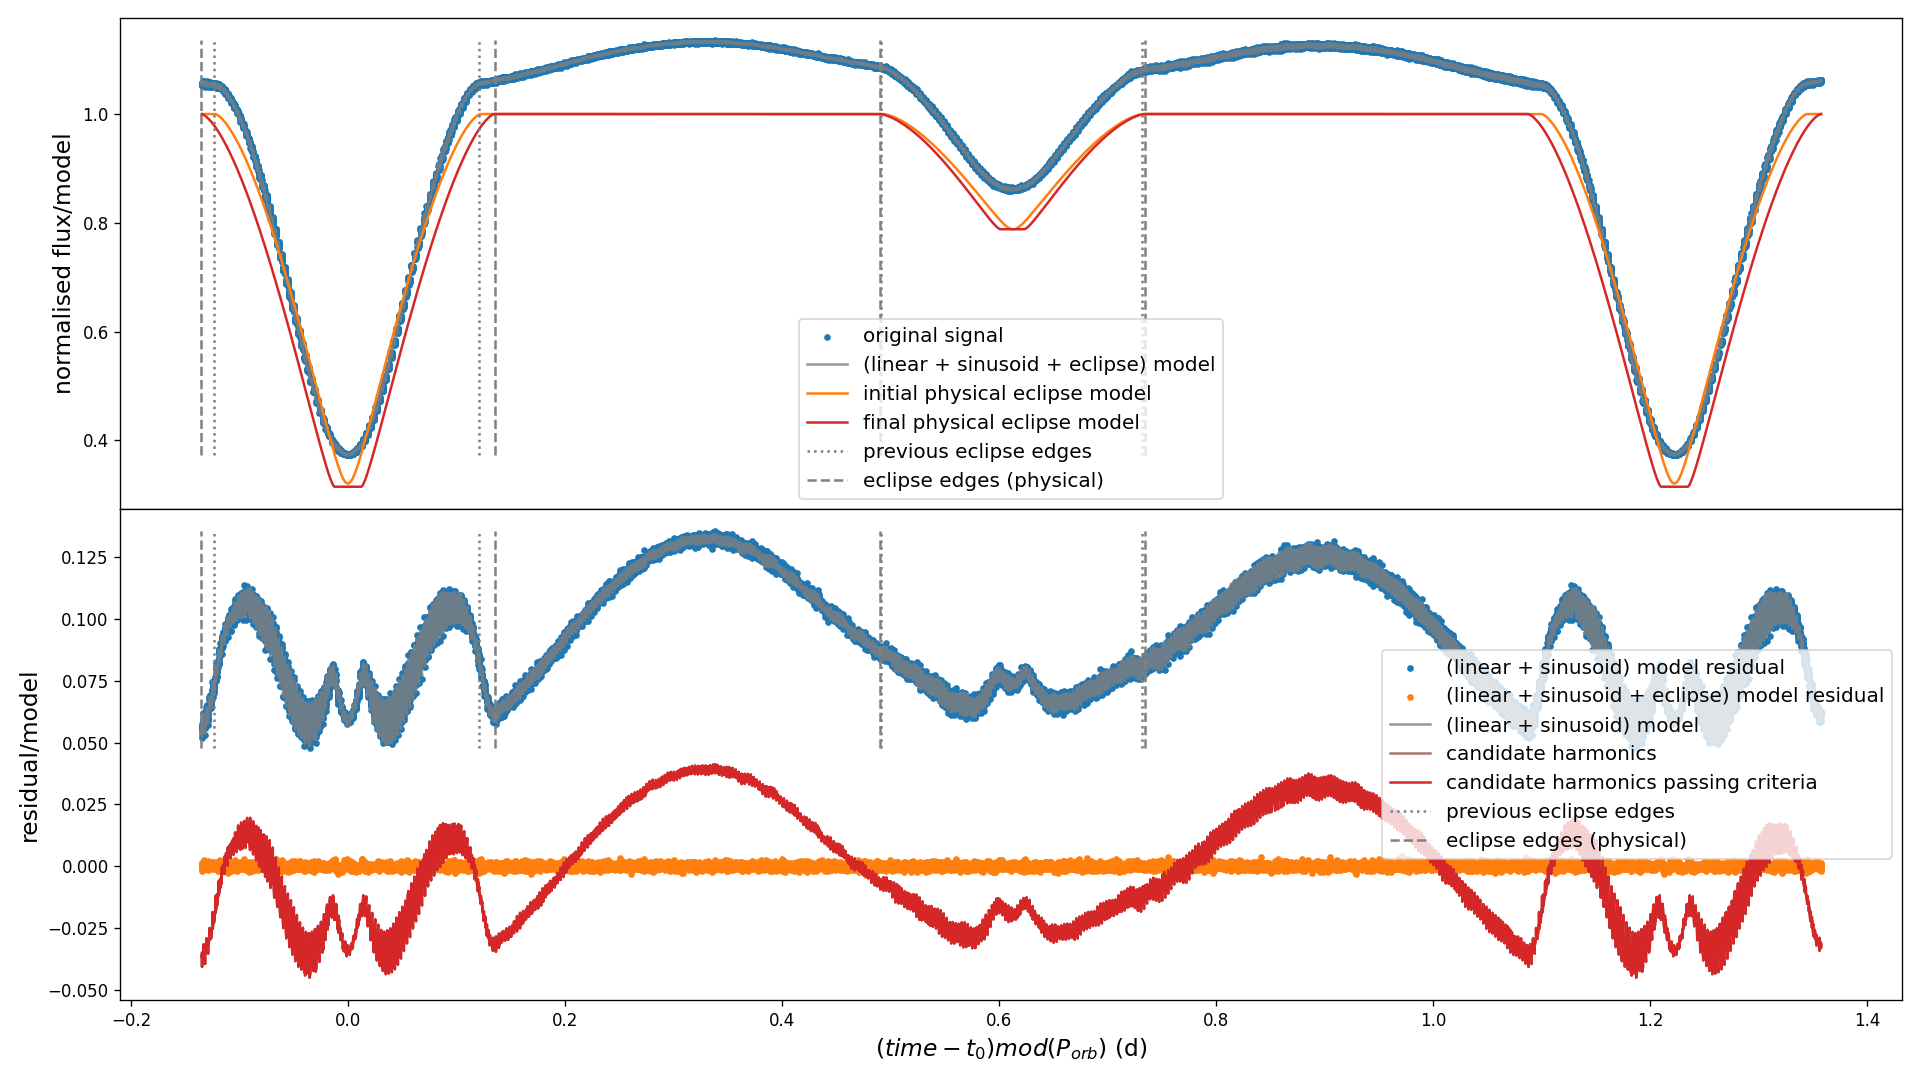 normalised flux/model
1.0
0.8
0.6
0.4
original signal
(linear + sinusoid + eclipse) model
initial physical eclipse model
final physical eclipse model
previous eclipse edges
eclipse edges (physical)
residual/model
0.125
0.100
0.075
0.050
0.025
0.000
−0.025
−0.050
(linear + sinusoid) model residual
(linear + sinusoid + eclipse) model residual
(linear + sinusoid) model
candidate harmonics
candidate harmonics passing criteria
previous eclipse edges
eclipse edges (physical)
−0.2 0.0 0.2 0.4 0.6 0.8 1.0 1.2 1.4
(time − t₀)mod(P_orb) (d)